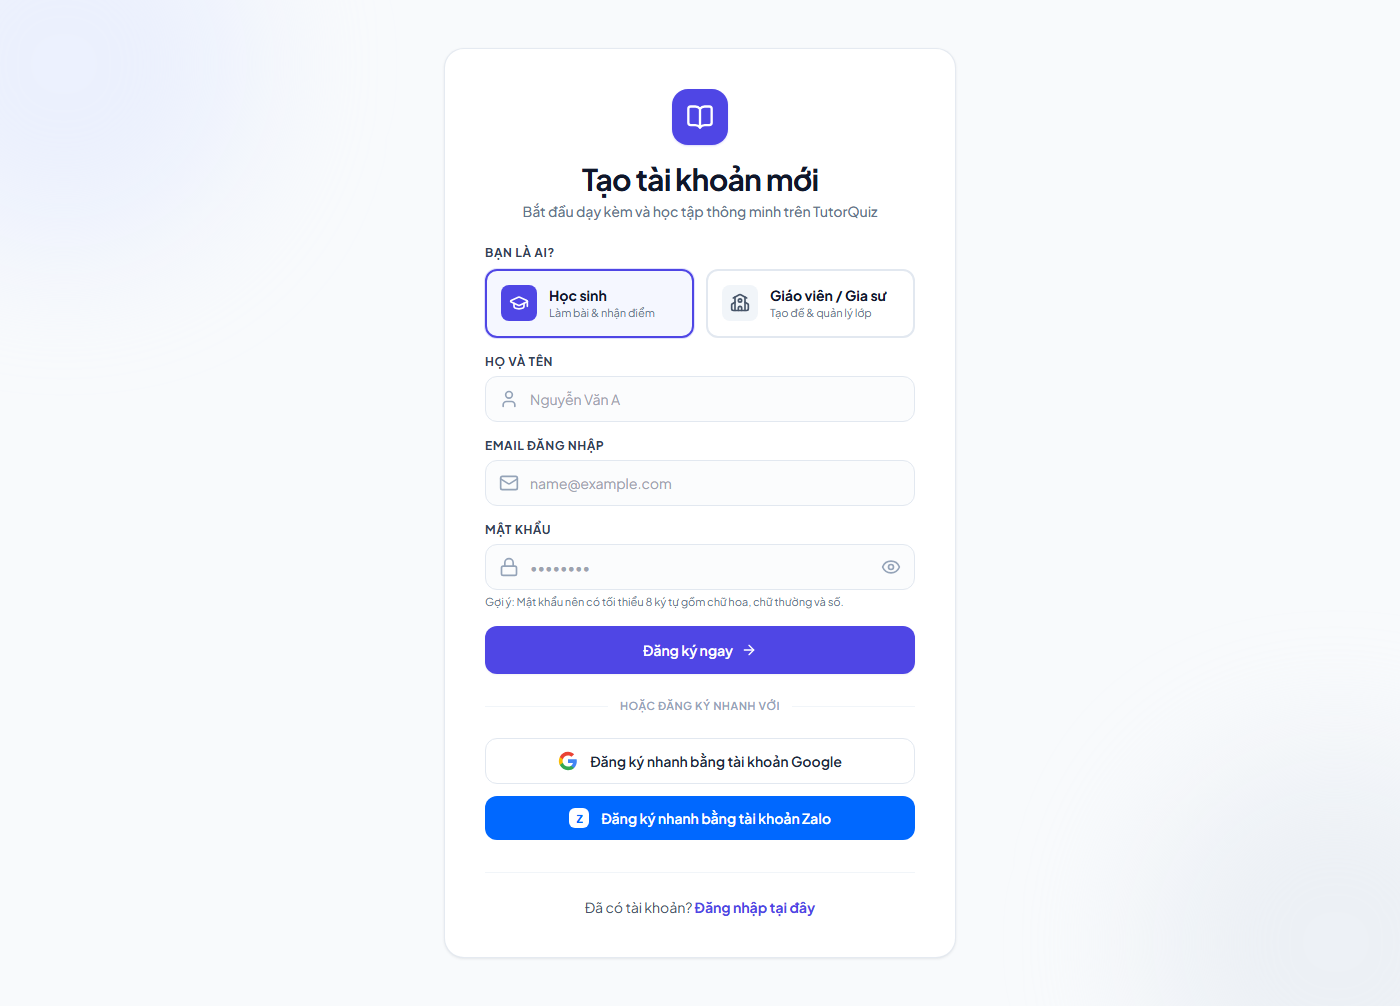 Tạo tài khoản mới
Bắt đầu dạy kèm và học tập thông minh trên TutorQuiz
BẠN LÀ AI?
Học sinh
Làm bài & nhận điểm
Giáo viên / Gia sư
Tạo đề & quản lý lớp
HỌ VÀ TÊN
Nguyễn Văn A
EMAIL ĐĂNG NHẬP
name@example.com
MẬT KHẨU
••••••••
Gợi ý: Mật khẩu nên có tối thiểu 8 ký tự gồm chữ hoa, chữ thường và số.
Đăng ký ngay →
HOẶC ĐĂNG KÝ NHANH VỚI
Đăng ký nhanh bằng tài khoản Google
Z Đăng ký nhanh bằng tài khoản Zalo
Đã có tài khoản? Đăng nhập tại đây